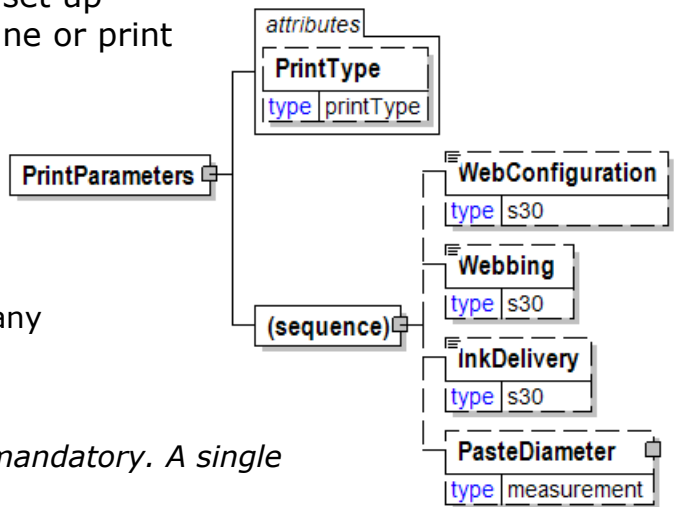 set up
ne or print
attributes
PrintType
type printType
PrintParameters
WebConfiguration
type s30
Webbing
type s30
any
(sequence)
InkDelivery
type s30
mandatory. A single
PasteDiameter
type measurement